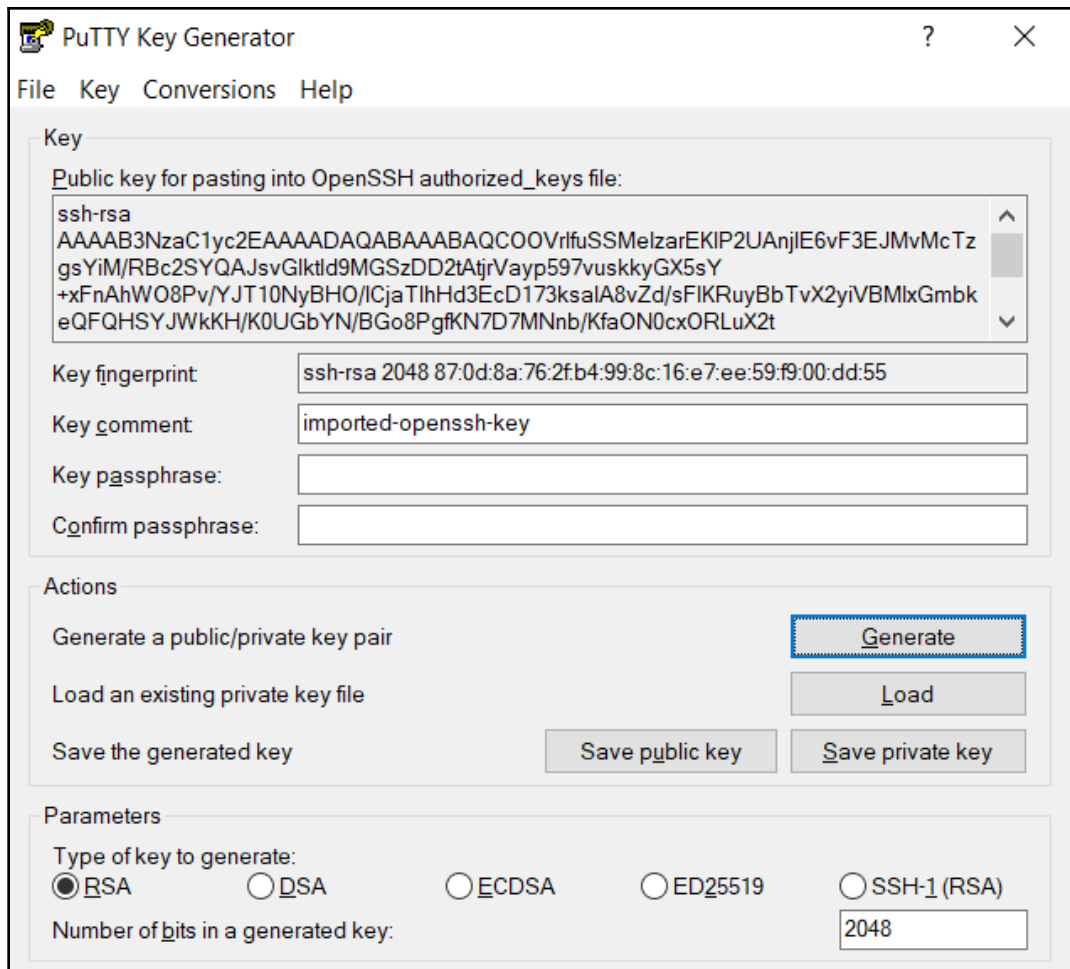 PuTTY Key Generator ?
File Key Conversions Help
Key
Public key for pasting into OpenSSH authorized_keys file:
ssh-rsa
AAAAB3NzaC1yc2EAAAADAQABAAABAQCOOVrlfuSSMelzarEKlP2UAnjlE6vF3EJMvMcTz
gsYiM/RBc2SYQAJsvGlktld9MGSzDD2tAtjrVayp597vuskkyGX5sY
+xFnAhWO8Pv/YJT10NyBHO/lCjaTlhHd3EcD173ksalA8vZd/sFlKRuyBbTvX2yiVBMlxGmbk
eQFQHSYJWkKH/K0UGbYN/BGo8PgfKN7D7MNnb/KfaON0cxORLuX2t
Key fingerprint: ssh-rsa 2048 87:0d:8a:76:2f:b4:99:8c:16:e7:ee:59:f9:00:dd:55
Key comment: imported-openssh-key
Key passphrase:
Confirm passphrase:
Actions
Generate a public/private key pair Generate
Load an existing private key file Load
Save the generated key Save public key Save private key
Parameters
Type of key to generate:
RSA DSA ECDSA ED25519 SSH-1 (RSA)
Number of bits in a generated key: 2048